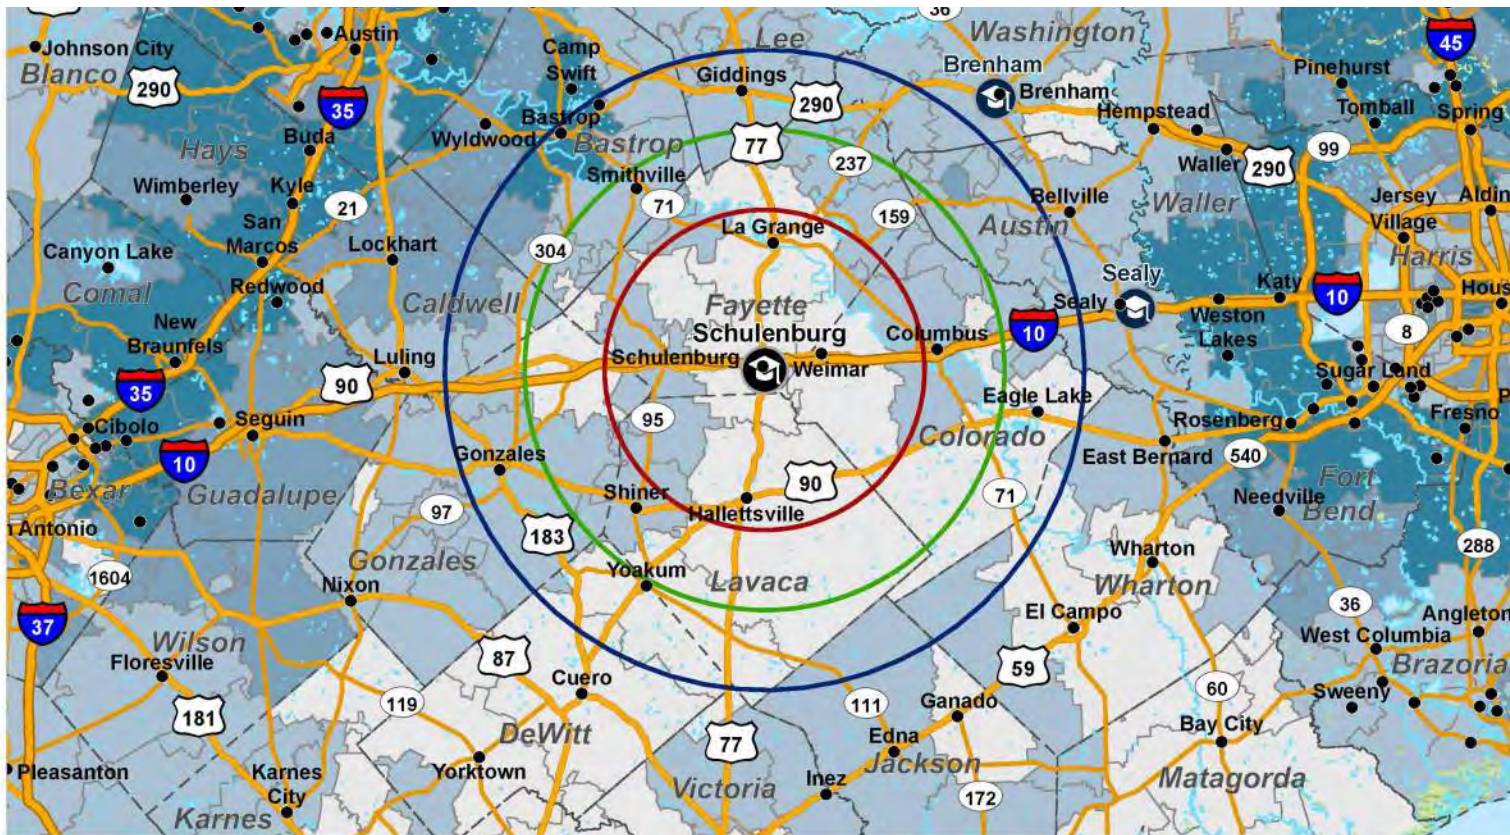 36
Johnson City
Austin
Lee
Washington
45
Blanco
290
35
Camp
Swift
Giddings
290
Brenham
Brenham
Pinehurst
Tomball
Spring
Hempstead
Buda
Wyldwood
Bastrop
Bastrop
77
237
Waller
290
99
Hays
Wimberley
Kyle
21
Smithville
71
159
Bellville
Waller
Jersey
Village
San
Marcos
Lockhart
304
La Grange
Austin
Harris
Canyon Lake
Comal
Redwood
Caldwell
Fayette
Sealy
Sealy
Katy
10
Weston
Lakes
8
New
Braunfels
Luling
Schulenburg
Schulenburg
Weimar
Columbus
10
35
90
Eagle Lake
Sugar Land
Cibolo
Seguin
95
Colorado
Rosenberg
Fresno
10
Gonzales
East Bernard
540
Bexar
Guadalupe
Shiner
90
71
Needville
Fort
Bend
97
183
Hallettsville
288
1604
Gonzales
Yoakum
Lavaca
Wharton
Wharton
Nixon
36
Angleton
37
Wilson
El Campo
West Columbia
Floresville
87
Cuero
59
Brazoria
181
119
111
Ganado
60
Sweeny
DeWitt
77
Edna
Bay City
Pleasanton
Karnes
City
Yorktown
Victoria
Inez
Jackson
172
Matagorda
Karnes